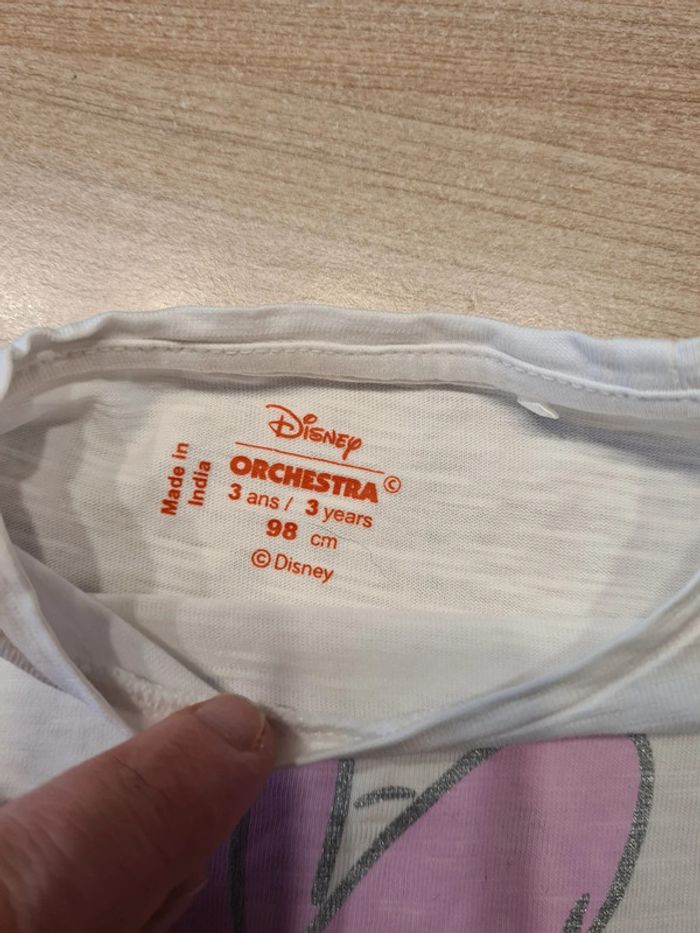 Disney
ORCHESTRA©
3 ans / 3 years
98 cm
© Disney
Made in
India